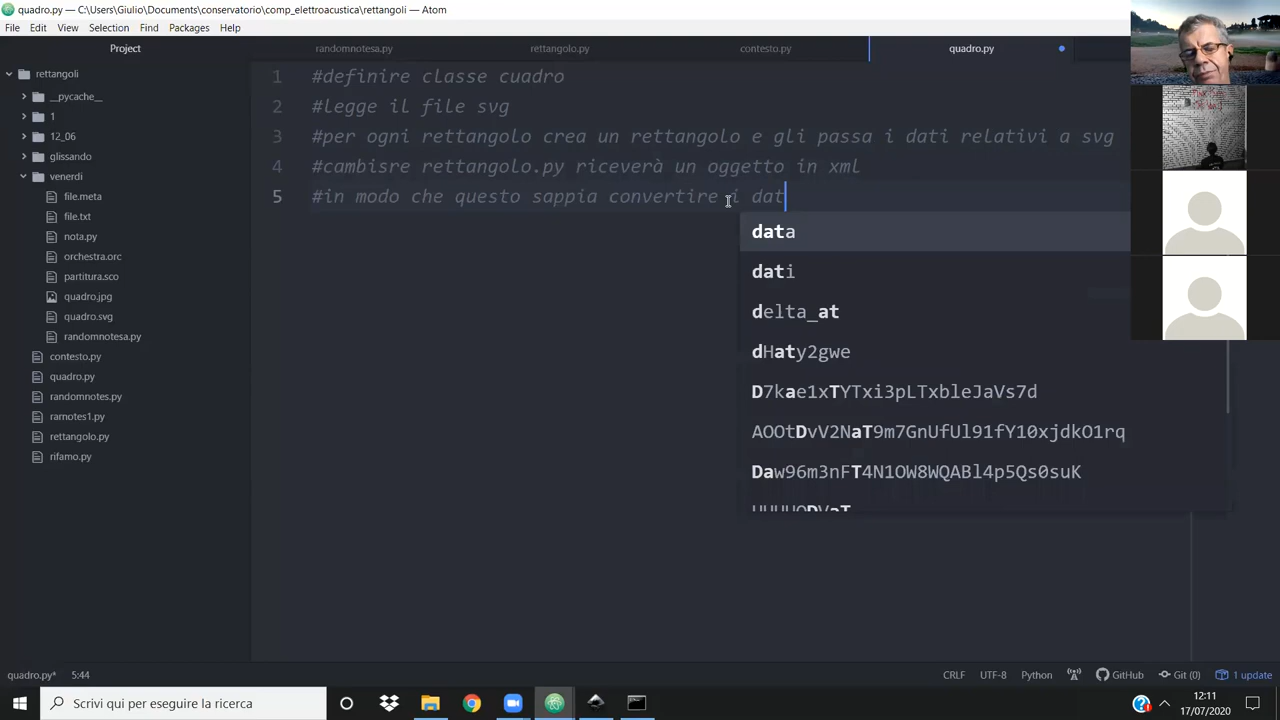 quadro.py — C:\Users\Giulio\Documents\conservatorio\comp_elettroacustica\rettangoli — Atom
File Edit View Selection Find Packages Help
Project
randomnotesa.py
rettangolo.py
contesto.py
quadro.py
rettangoli
__pycache__
1
12_06
glissando
venerdi
file.meta
file.txt
nota.py
orchestra.orc
partitura.sco
quadro.jpg
quadro.svg
randomnotesa.py
contesto.py
quadro.py
randomnotes.py
ramotes1.py
rettangolo.py
rifamo.py
1 #definire classe cuadro
2 #legge il file svg
3 #per ogni rettangolo crea un rettangolo e gli passa i dati relativi a svg
4 #cambisre rettangolo.py riceverà un oggetto in xml
5 #in modo che questo sappia convertire i dat
data
dati
delta_at
dHaty2gwe
D7kae1xTYTxi3pLTxbleJaVs7d
AOOtDvV2NaT9m7GnUfUl91fY10xjdkO1rq
Daw96m3nFT4N1OW8WQABl4p5Qs0suK
quadro.py* 5:44
CRLF UTF-8 Python GitHub Git (0) 1 update
Scrivi qui per eseguire la ricerca
12:11
17/07/2020